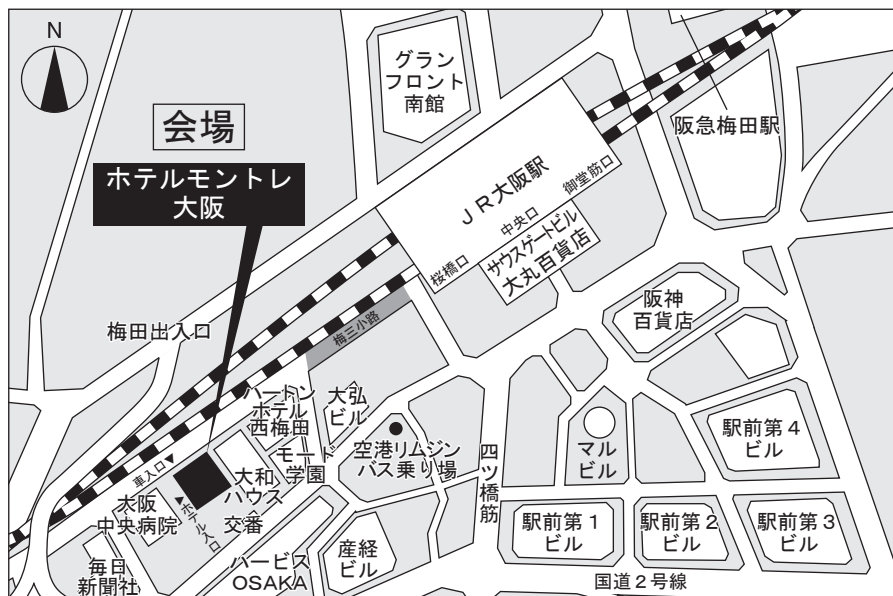 N
グラン
フロント
南館
阪急梅田駅
会場
ホテルモントレ
大阪
ＪＲ大阪駅
御堂筋口
中央口
桜橋口
サウスゲートビル
大丸百貨店
阪神
百貨店
梅田出入口
梅三小路
ハートン
ホテル
西梅田
大弘
ビル
モード
学園
空港リムジン
バス乗り場
四ツ橋筋
マル
ビル
駅前第４
ビル
車入口▼
大和
ハウス
大阪
中央病院
▼ホテル入口
交番
駅前第１
ビル
駅前第２
ビル
駅前第３
ビル
毎日
新聞社
ハービス
OSAKA
産経
ビル
国道２号線